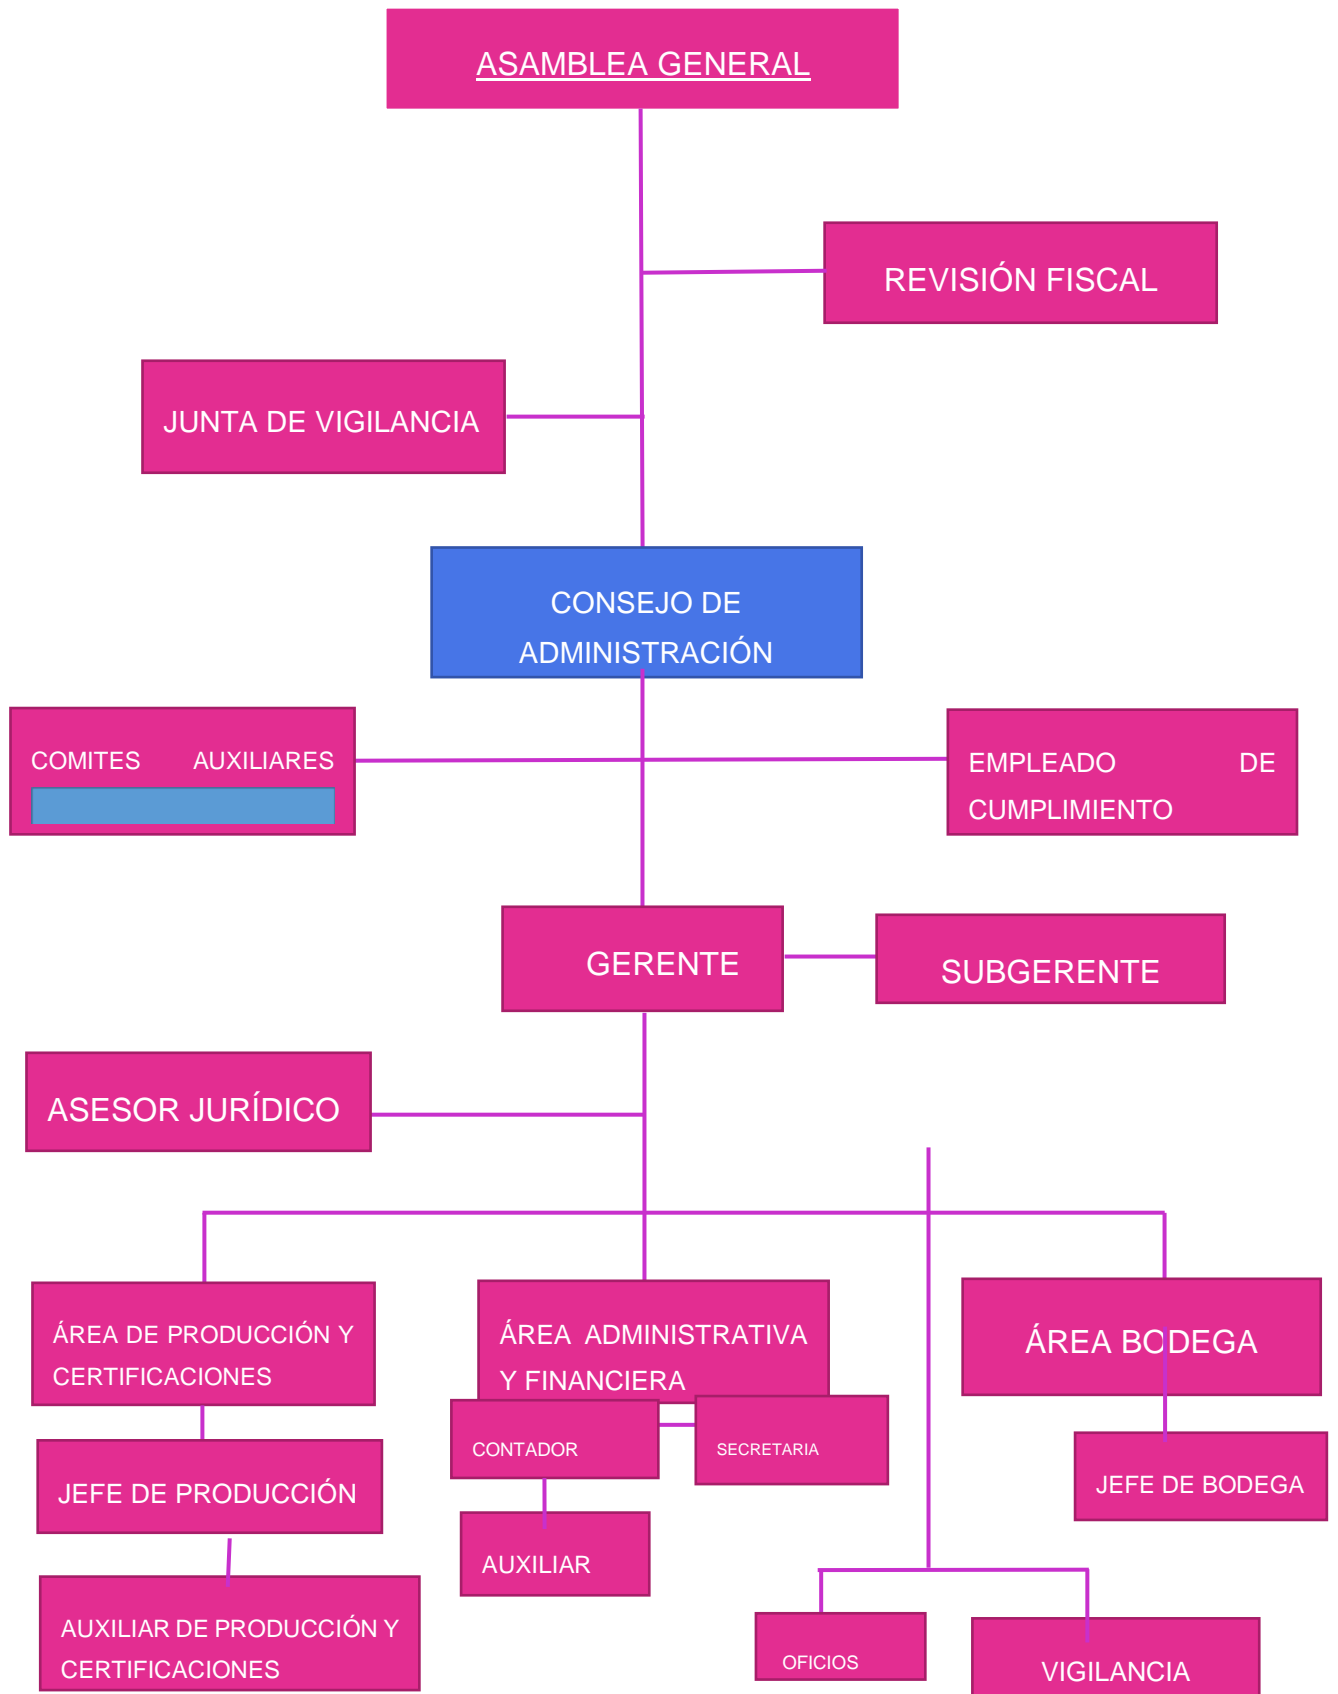 ASAMBLEA GENERAL
REVISIÓN FISCAL
JUNTA DE VIGILANCIA
CONSEJO DE
ADMINISTRACIÓN
COMITES AUXILIARES
EMPLEADO DE
CUMPLIMIENTO
GERENTE
SUBGERENTE
ASESOR JURÍDICO
ÁREA DE PRODUCCIÓN Y
CERTIFICACIONES
ÁREA ADMINISTRATIVA
Y FINANCIERA
ÁREA BODEGA
CONTADOR
SECRETARIA
JEFE DE PRODUCCIÓN
JEFE DE BODEGA
AUXILIAR
AUXILIAR DE PRODUCCIÓN Y
CERTIFICACIONES
OFICIOS
VIGILANCIA